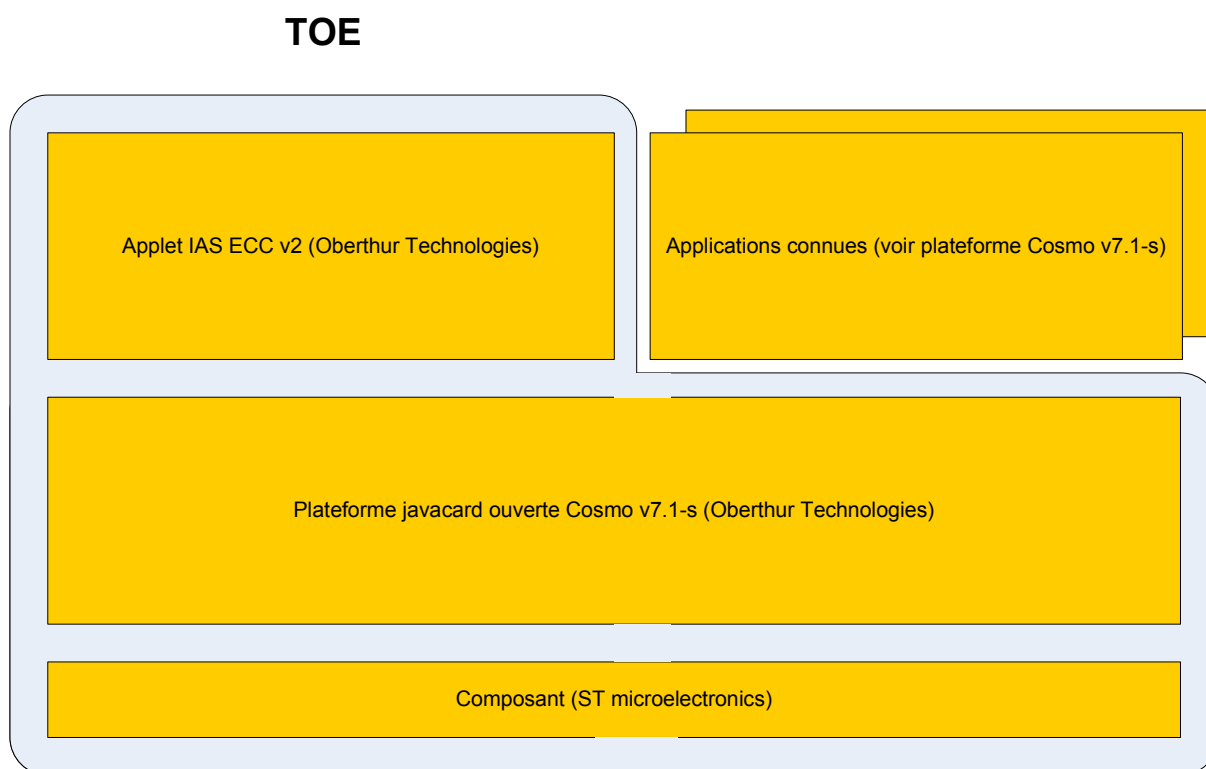 TOE
Applet IAS ECC v2 (Oberthur Technologies)
Applications connues (voir plateforme Cosmo v7.1-s)
Plateforme javacard ouverte Cosmo v7.1-s (Oberthur Technologies)
Composant (ST microelectronics)